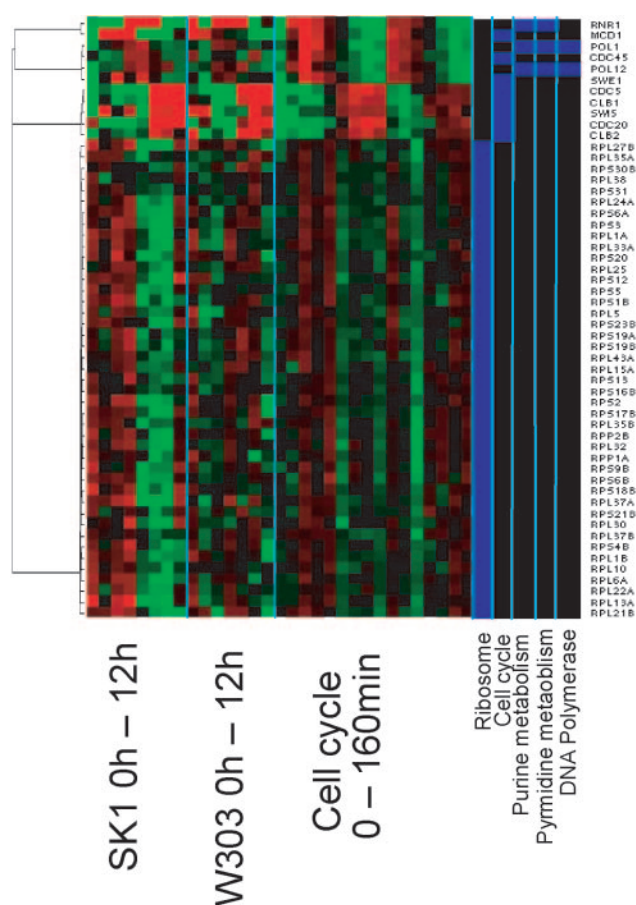 RNR1
MCD1
POL1
CDC45
POL12
SWE1
CDC5
CLB1
SWI5
CDC20
CLB2
RPL27B
RPL35A
RPS30B
RPL38
RPS31
RPL24A
RPS6A
RPS3
RPL1A
RPL33A
RPS20
RPL25
RPS12
RPS5
RPS1B
RPL5
RPS23B
RPS19A
RPS19B
RPL43A
RPL15A
RPS13
RPS16B
RPS2
RPS17B
RPL35B
RPP2B
RPL32
RPP1A
RPS9B
RPS6B
RPS18B
RPL37A
RPS21B
RPL30
RPL37B
RPS4B
RPL1B
RPL10
RPL6A
RPL22A
RPL13A
RPL21B
SK1 0h – 12h
W303 0h – 12h
Cell cycle
0 – 160min
Ribosome
Cell cycle
Purine metabolism
Pyrmidine metaoblism
DNA Polymerase